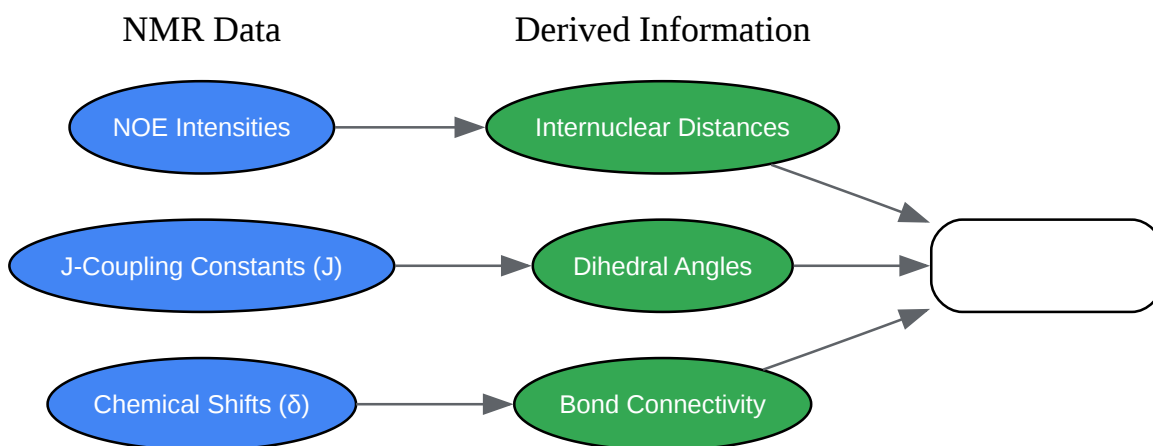 NMR Data
Derived Information
NOE Intensities
Internuclear Distances
J-Coupling Constants (J)
Dihedral Angles
Chemical Shifts (δ)
Bond Connectivity